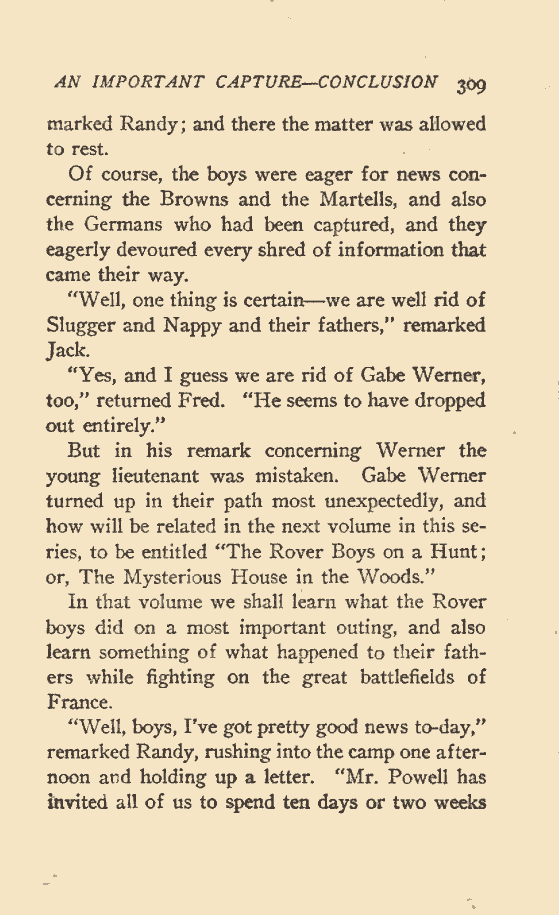 AN IMPORTANT CAPTURE—CONCLUSION 309
marked Randy; and there the matter was allowed
to rest.
Of course, the boys were eager for news con-
cerning the Browns and the Martells, and also
the Germans who had been captured, and they
eagerly devoured every shred of information that
came their way.
"Well, one thing is certain—we are well rid of
Slugger and Nappy and their fathers," remarked
Jack.
"Yes, and I guess we are rid of Gabe Werner,
too," returned Fred. "He seems to have dropped
out entirely."
But in his remark concerning Werner the
young lieutenant was mistaken. Gabe Werner
turned up in their path most unexpectedly, and
how will be related in the next volume in this se-
ries, to be entitled "The Rover Boys on a Hunt;
or, The Mysterious House in the Woods."
In that volume we shall learn what the Rover
boys did on a most important outing, and also
learn something of what happened to their fath-
ers while fighting on the great battlefields of
France.
"Well, boys, I've got pretty good news to-day,"
remarked Randy, rushing into the camp one after-
noon and holding up a letter. "Mr. Powell has
invited all of us to spend ten days or two weeks